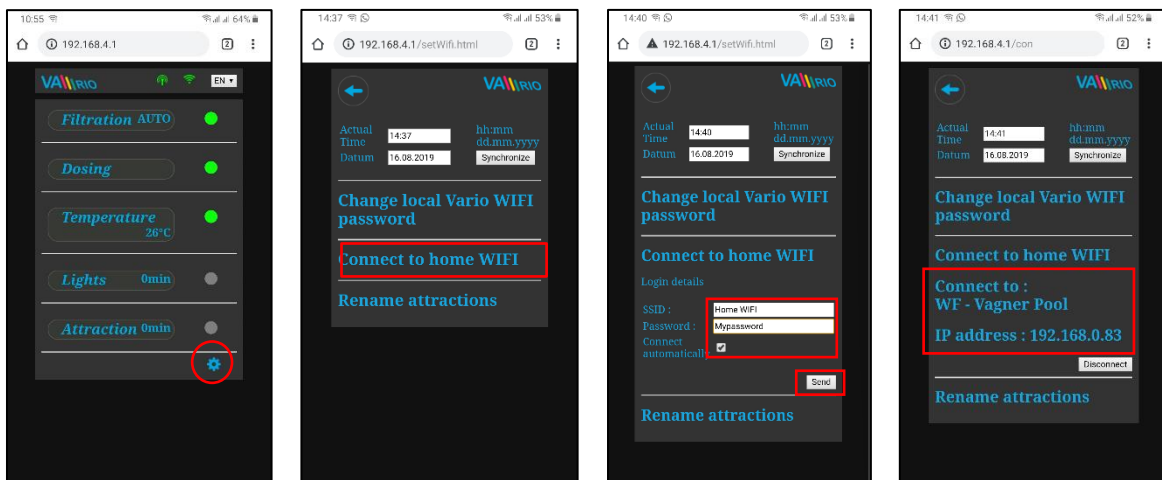 10:55 64%
192.168.4.1 2
VARIO EN
Filtration AUTO
Dosing
Temperature
26°C
Lights 0min
Attraction 0min
14:37 53%
192.168.4.1/setWifi.html 2
VARIO
Actual
Time 14:37 hh:mm
dd.mm.yyyy
Datum 16.08.2019 Synchronize
Change local Vario WIFI
password
Connect to home WIFI
Rename attractions
14:40 53%
192.168.4.1/setWifi.html 2
VARIO
Actual
Time 14:40 hh:mm
dd.mm.yyyy
Datum 16.08.2019 Synchronize
Change local Vario WIFI
password
Connect to home WIFI
Login details
SSID : Home WIFI
Password : Mypassword
Connect
automatically
Send
Rename attractions
14:41 52%
192.168.4.1/con 2
VARIO
Actual
Time 14:41 hh:mm
dd.mm.yyyy
Datum 16.08.2019 Synchronize
Change local Vario WIFI
password
Connect to home WIFI
Connect to :
WF - Vagner Pool
IP address : 192.168.0.83
Disconnect
Rename attractions